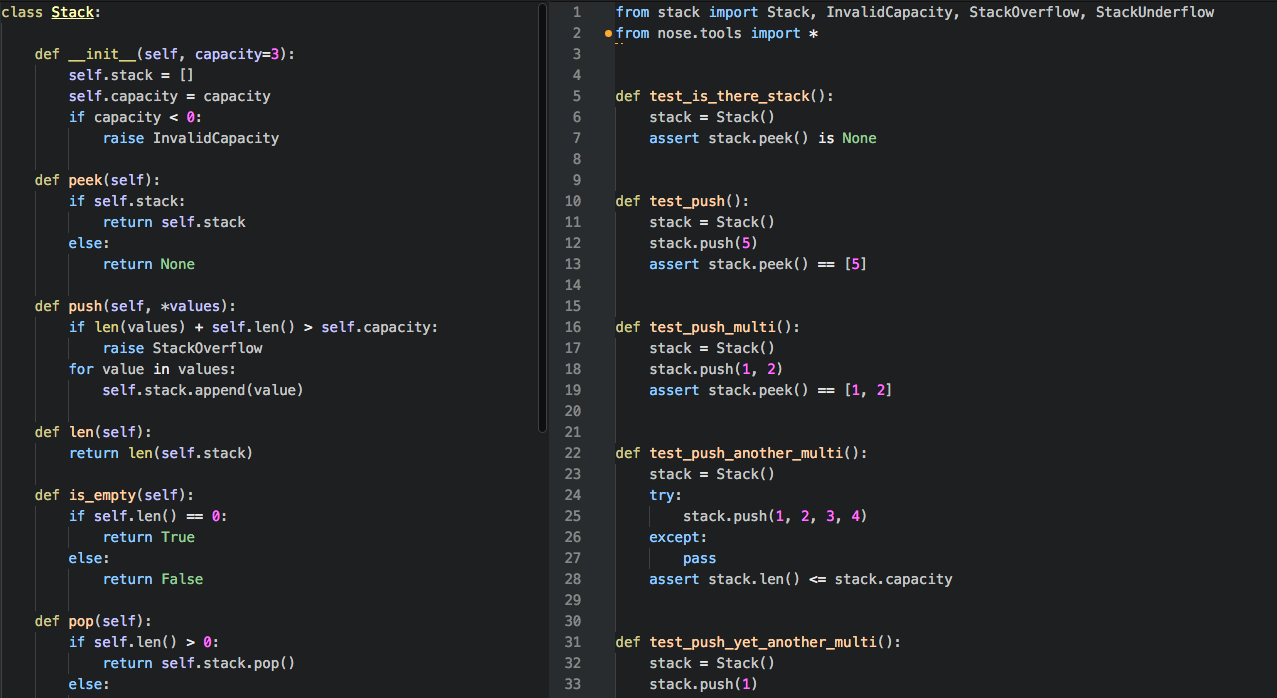 class Stack:
    def __init__(self, capacity=3):
        self.stack = []
        self.capacity = capacity
        if capacity < 0:
            raise InvalidCapacity
    def peek(self):
        if self.stack:
            return self.stack
        else:
            return None
    def push(self, *values):
        if len(values) + self.len() > self.capacity:
            raise StackOverflow
        for value in values:
            self.stack.append(value)
    def len(self):
        return len(self.stack)
    def is_empty(self):
        if self.len() == 0:
            return True
        else:
            return False
    def pop(self):
        if self.len() > 0:
            return self.stack.pop()
        else:
1 from stack import Stack, InvalidCapacity, StackOverflow, StackUnderflow
2 from nose.tools import *
3
4
5 def test_is_there_stack():
6     stack = Stack()
7     assert stack.peek() is None
8
9
10 def test_push():
11     stack = Stack()
12     stack.push(5)
13     assert stack.peek() == [5]
14
15
16 def test_push_multi():
17     stack = Stack()
18     stack.push(1, 2)
19     assert stack.peek() == [1, 2]
20
21
22 def test_push_another_multi():
23     stack = Stack()
24     try:
25         stack.push(1, 2, 3, 4)
26     except:
27         pass
28     assert stack.len() <= stack.capacity
29
30
31 def test_push_yet_another_multi():
32     stack = Stack()
33     stack.push(1)